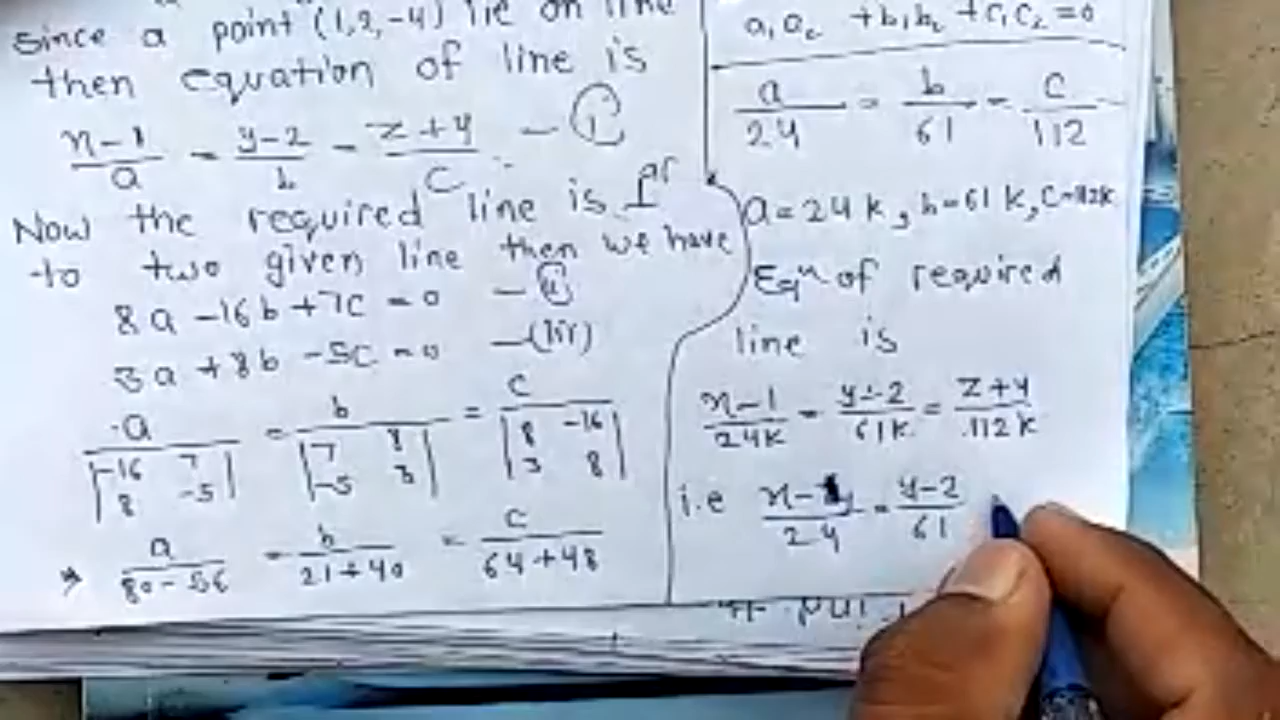 Since a point (1,2,-4) lie on line
then equation of line is
x-1/a = y-2/b = z+4/c - (i)
Now the required line is ⊥ar
to two given line then we have
8a - 16b + 7c = 0 - (ii)
3a + 8b - 5c = 0 - (iii)
a/|-16 7; 8 -5| = b/|7 8; -5 3| = c/|8 -16; 3 8|
a/80-56 = b/21+40 = c/64+48
a1a2 + b1b2 + c1c2 = 0
a/24 = b/61 = c/112
a = 24k, b = 61k, c = 112k
Eqn of required
line is
x-1/24k = y-2/61k = z+4/112k
i.e x-1/24 = y-2/61